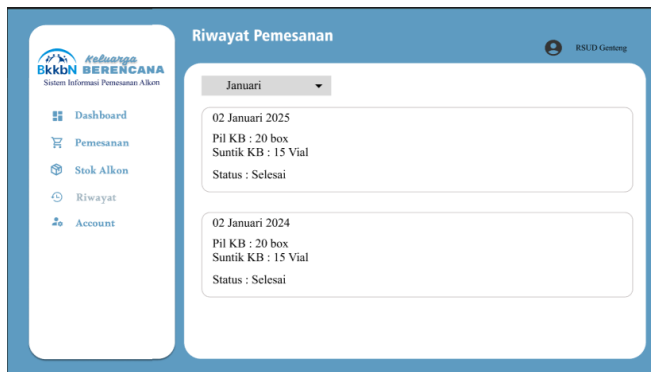 Keluarga
BkkbN BERENCANA
Sistem Informasi Pemesanan Alkon
Dashboard
Pemesanan
Stok Alkon
Riwayat
Account
Riwayat Pemesanan
RSUD Genteng
Januari
02 Januari 2025
Pil KB : 20 box
Suntik KB : 15 Vial
Status : Selesai
02 Januari 2024
Pil KB : 20 box
Suntik KB : 15 Vial
Status : Selesai